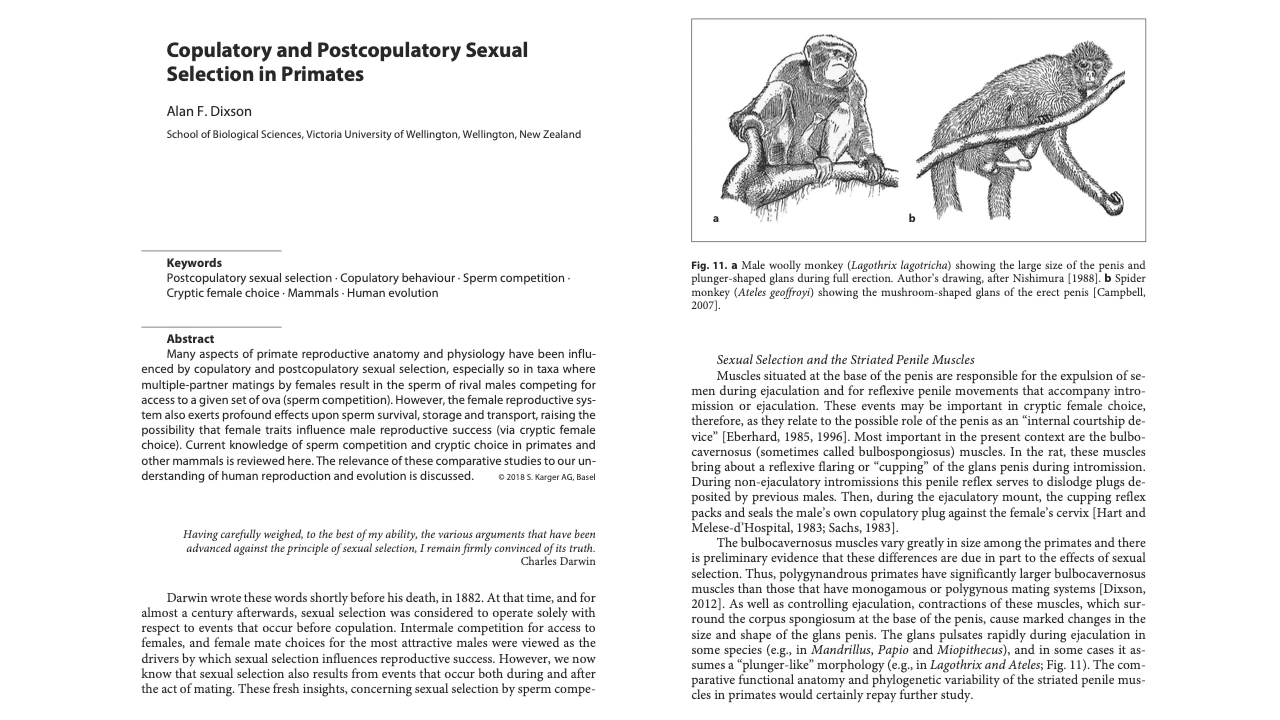 Copulatory and Postcopulatory Sexual
Selection in Primates
Alan F. Dixson
School of Biological Sciences, Victoria University of Wellington, Wellington, New Zealand
Keywords
Postcopulatory sexual selection · Copulatory behaviour · Sperm competition ·
Cryptic female choice · Mammals · Human evolution
Abstract
Many aspects of primate reproductive anatomy and physiology have been influ-
enced by copulatory and postcopulatory sexual selection, especially so in taxa where
multiple-partner matings by females result in the sperm of rival males competing for
access to a given set of ova (sperm competition). However, the female reproductive sys-
tem also exerts profound effects upon sperm survival, storage and transport, raising the
possibility that female traits influence male reproductive success (via cryptic female
choice). Current knowledge of sperm competition and cryptic choice in primates and
other mammals is reviewed here. The relevance of these comparative studies to our un-
derstanding of human reproduction and evolution is discussed. © 2018 S. Karger AG, Basel
Having carefully weighed, to the best of my ability, the various arguments that have been
advanced against the principle of sexual selection, I remain firmly convinced of its truth.
Charles Darwin
Darwin wrote these words shortly before his death, in 1882. At that time, and for
almost a century afterwards, sexual selection was considered to operate solely with
respect to events that occur before copulation. Intermale competition for access to
females, and female mate choices for the most attractive males were viewed as the
drivers by which sexual selection influences reproductive success. However, we now
know that sexual selection also results from events that occur both during and after
the act of mating. These fresh insights, concerning sexual selection by sperm compe-
a
b
Fig. 11. a Male woolly monkey (Lagothrix lagotricha) showing the large size of the penis and
plunger-shaped glans during full erection. Author's drawing, after Nishimura [1988]. b Spider
monkey (Ateles geoffroyi) showing the mushroom-shaped glans of the erect penis [Campbell,
2007].
Sexual Selection and the Striated Penile Muscles
Muscles situated at the base of the penis are responsible for the expulsion of se-
men during ejaculation and for reflexive penile movements that accompany intro-
mission or ejaculation. These events may be important in cryptic female choice,
therefore, as they relate to the possible role of the penis as an “internal courtship de-
vice” [Eberhard, 1985, 1996]. Most important in the present context are the bulbo-
cavernosus (sometimes called bulbospongiosus) muscles. In the rat, these muscles
bring about a reflexive flaring or “cupping” of the glans penis during intromission.
During non-ejaculatory intromissions this penile reflex serves to dislodge plugs de-
posited by previous males. Then, during the ejaculatory mount, the cupping reflex
packs and seals the male's own copulatory plug against the female's cervix [Hart and
Melese-d'Hospital, 1983; Sachs, 1983].
The bulbocavernosus muscles vary greatly in size among the primates and there
is preliminary evidence that these differences are due in part to the effects of sexual
selection. Thus, polygynandrous primates have significantly larger bulbocavernosus
muscles than those that have monogamous or polygynous mating systems [Dixson,
2012]. As well as controlling ejaculation, contractions of these muscles, which sur-
round the corpus spongiosum at the base of the penis, cause marked changes in the
size and shape of the glans penis. The glans pulsates rapidly during ejaculation in
some species (e.g., in Mandrillus, Papio and Miopithecus), and in some cases it as-
sumes a “plunger-like” morphology (e.g., in Lagothrix and Ateles; Fig. 11). The com-
parative functional anatomy and phylogenetic variability of the striated penile mus-
cles in primates would certainly repay further study.